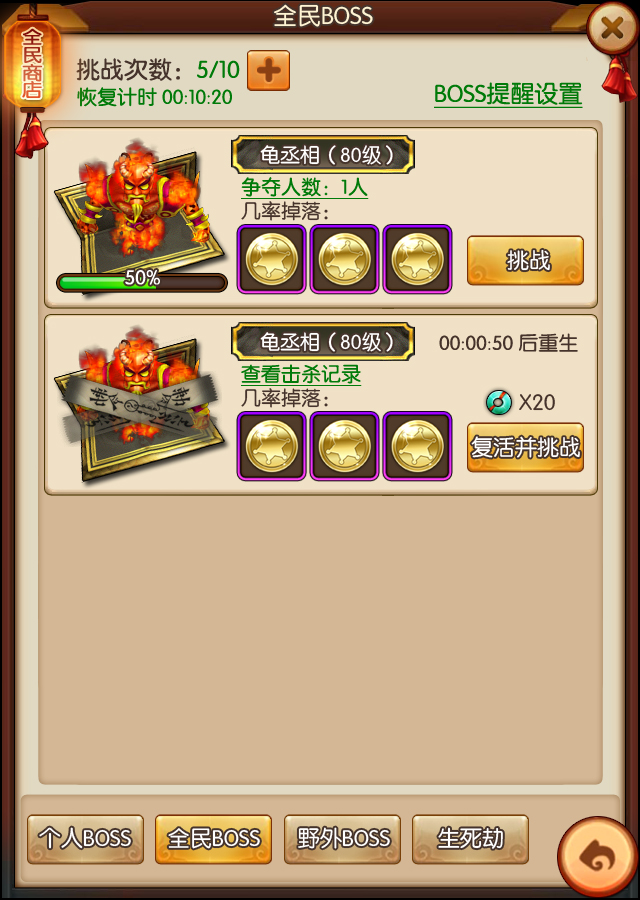 全民BOSS
全民商店
挑战次数：5/10
恢复计时 00:10:20
BOSS提醒设置
龟丞相（80级）
争夺人数：1人
几率掉落：
50%
挑战
龟丞相（80级）
00:00:50 后重生
查看击杀记录
几率掉落：
X20
复活并挑战
个人BOSS
全民BOSS
野外BOSS
生死劫